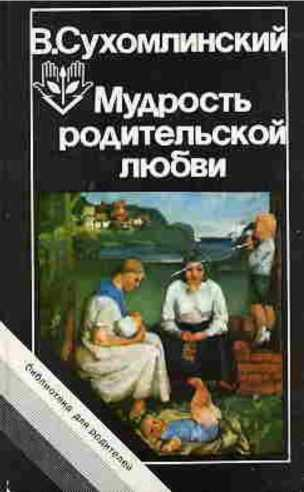 В.Сухомлинский
Мудрость
родительской
любви
библиотека для родителей